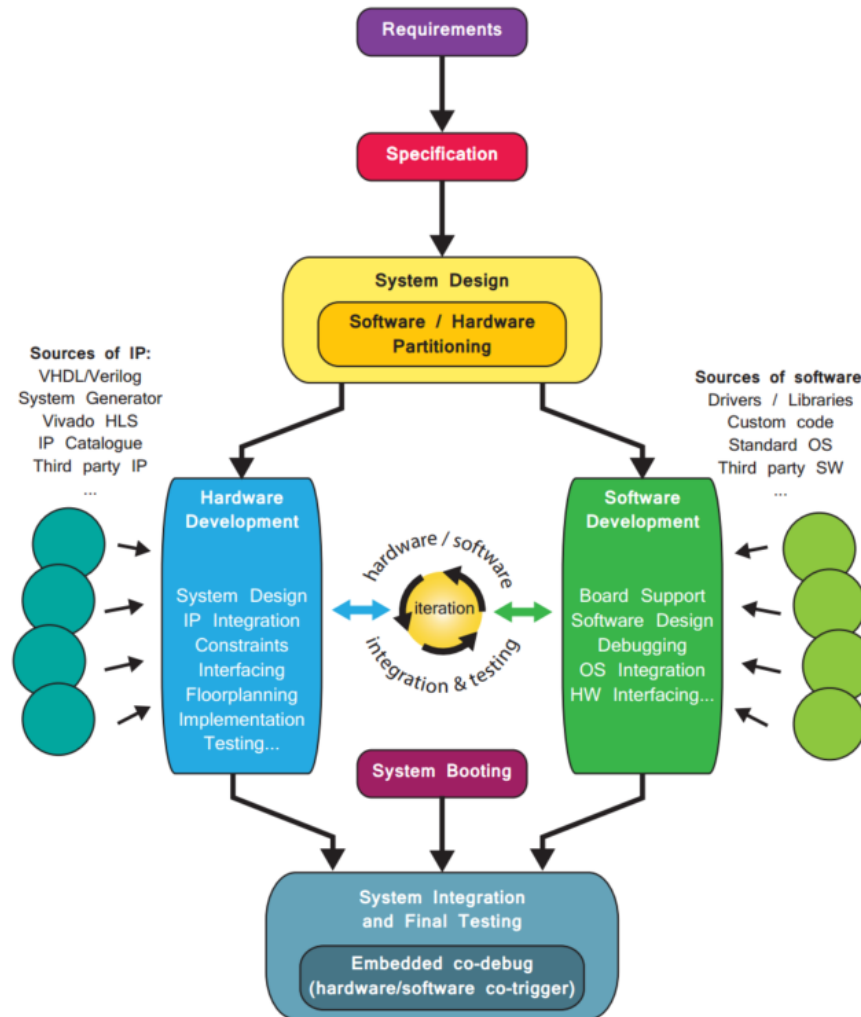 Requirements
Specification
System Design
Software / Hardware
Partitioning
Sources of IP:
VHDL/Verilog
System Generator
Vivado HLS
IP Catalogue
Third party IP
...
Sources of software
Drivers / Libraries
Custom code
Standard OS
Third party SW
...
Hardware
Development
System Design
IP Integration
Constraints
Interfacing
Floorplanning
Implementation
Testing...
hardware / software
iteration
integration & testing
Software
Development
Board Support
Software Design
Debugging
OS Integration
HW Interfacing...
System Booting
System Integration
and Final Testing
Embedded co-debug
(hardware/software co-trigger)